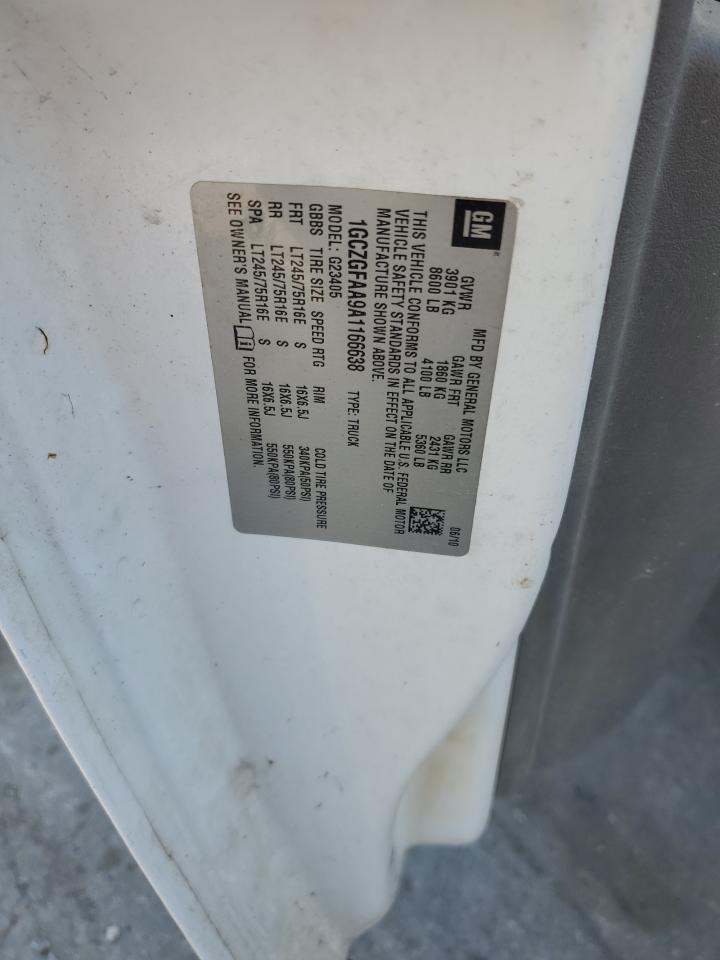 GM
MFD BY GENERAL MOTORS LLC 06/10
GVWR GAWR FRT GAWR RR
3901 KG 1860 KG 2431 KG
8600 LB 4100 LB 5360 LB
THIS VEHICLE CONFORMS TO ALL APPLICABLE U.S. FEDERAL MOTOR
VEHICLE SAFETY STANDARDS IN EFFECT ON THE DATE OF
MANUFACTURE SHOWN ABOVE.
1GCZGFAA9A1166638 TYPE: TRUCK
MODEL: G23405
GBBS TIRE SIZE SPEED RTG RIM COLD TIRE PRESSURE
FRT LT245/75R16E S 16X6.5J 340KPA(50PSI)
RR LT245/75R16E S 16X6.5J 550KPA(80PSI)
SPA LT245/75R16E S 16X6.5J 550KPA(80PSI)
SEE OWNER'S MANUAL FOR MORE INFORMATION.